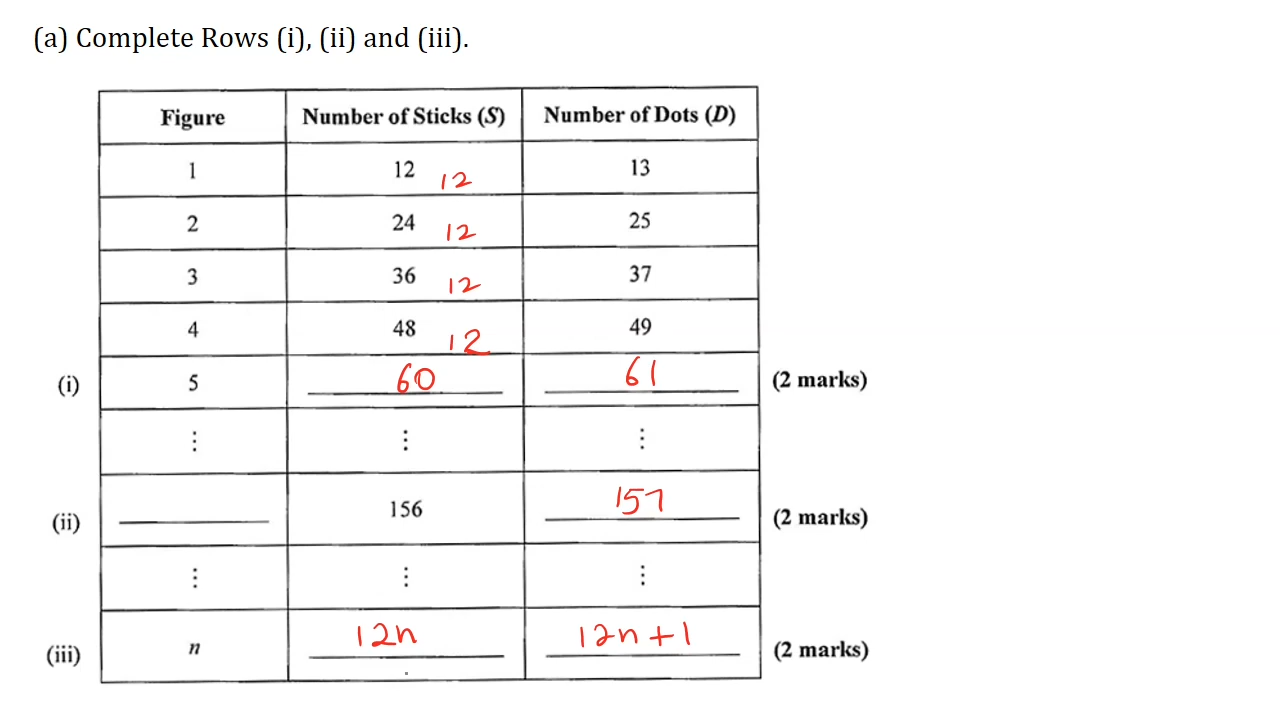 (a) Complete Rows (i), (ii) and (iii).
Figure Number of Sticks (S) Number of Dots (D)
1 12 12 13
2 24 12 25
3 36 12 37
4 48 12 49
(i) 5 60 61 (2 marks)
⋮ ⋮ ⋮
(ii) 156 157 (2 marks)
⋮ ⋮ ⋮
(iii) n 12n 12n+1 (2 marks)